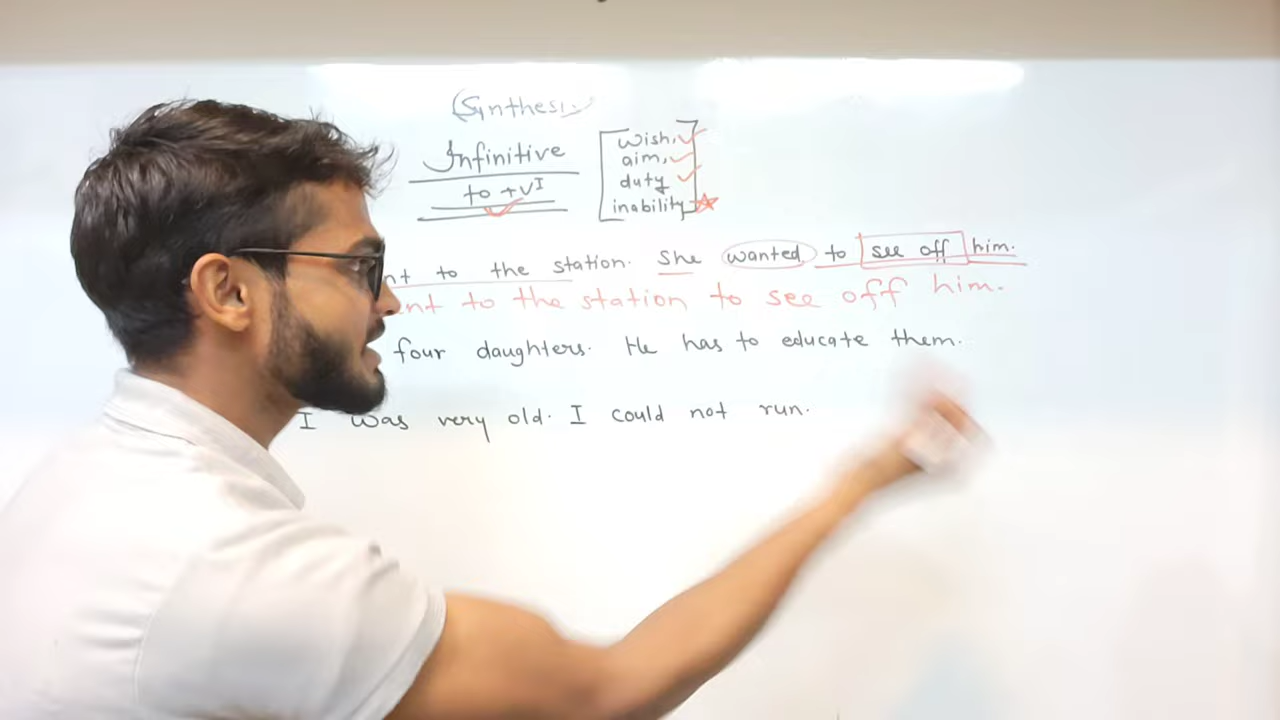 (Synthesis)
Infinitive
to + V¹
wish,
aim,
duty
inability
nt to the station. She wanted to see off him.
ent to the station to see off him.
four daughters. He has to educate them.
I was very old. I could not run.